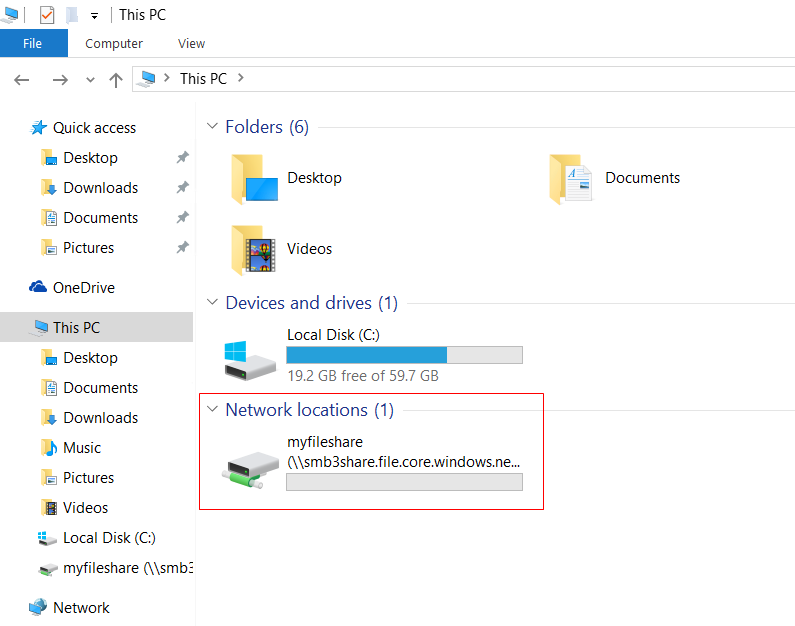 This PC
File Computer View
This PC
Quick access
Desktop
Downloads
Documents
Pictures
OneDrive
This PC
Desktop
Documents
Downloads
Music
Pictures
Videos
Local Disk (C:)
myfileshare (\\smb3
Network
Folders (6)
Desktop
Documents
Videos
Devices and drives (1)
Local Disk (C:)
19.2 GB free of 59.7 GB
Network locations (1)
myfileshare
(\\smb3share.file.core.windows.ne...